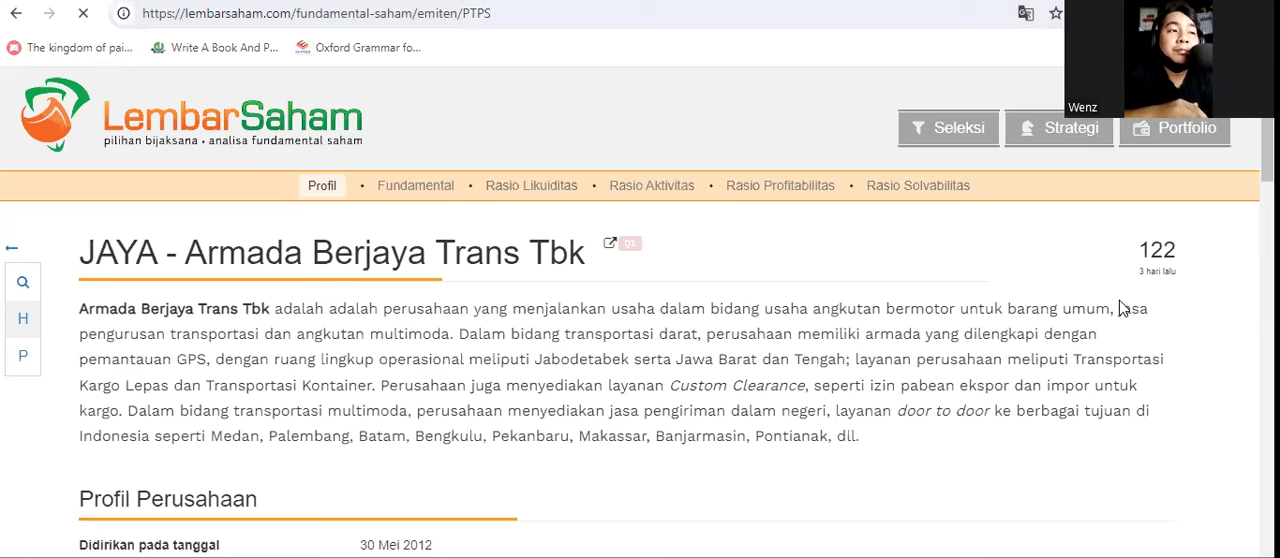 https://lembarsaham.com/fundamental-saham/emiten/PTPS
The kingdom of pai... Write A Book And P... Oxford Grammar fo...
Wenz
LembarSaham
pilihan bijaksana • analisa fundamental saham
Seleksi Strategi Portfolio
Profil • Fundamental • Rasio Likuiditas • Rasio Aktivitas • Rasio Profitabilitas • Rasio Solvabilitas
JAYA - Armada Berjaya Trans Tbk Q1 122
3 hari lalu
H
P
Armada Berjaya Trans Tbk adalah adalah perusahaan yang menjalankan usaha dalam bidang usaha angkutan bermotor untuk barang umum,
pengurusan transportasi dan angkutan multimoda. Dalam bidang transportasi darat, perusahaan memiliki armada yang dilengkapi dengan
pemantauan GPS, dengan ruang lingkup operasional meliputi Jabodetabek serta Jawa Barat dan Tengah; layanan perusahaan meliputi Transportasi
Kargo Lepas dan Transportasi Kontainer. Perusahaan juga menyediakan layanan Custom Clearance, seperti izin pabean ekspor dan impor untuk
kargo. Dalam bidang transportasi multimoda, perusahaan menyediakan jasa pengiriman dalam negeri, layanan door to door ke berbagai tujuan di
Indonesia seperti Medan, Palembang, Batam, Bengkulu, Pekanbaru, Makassar, Banjarmasin, Pontianak, dll.
Profil Perusahaan
Didirikan pada tanggal 30 Mei 2012